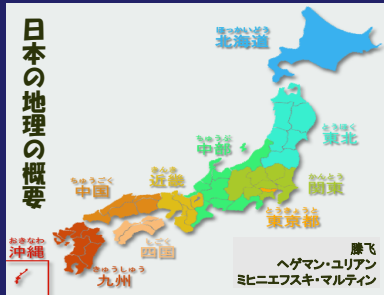 日本の地理の概要
ほっかいどう
北海道
とうほく
東北
ちゅうぶ
中部
かんとう
関東
きんき
近畿
ちゅうごく
中国
とうきょうと
東京都
しこく
四国
おきなわ
沖縄
きゅうしゅう
九州
滕飞
ヘゲマン・ユリアン
ミヒニエフスキ・マルティン